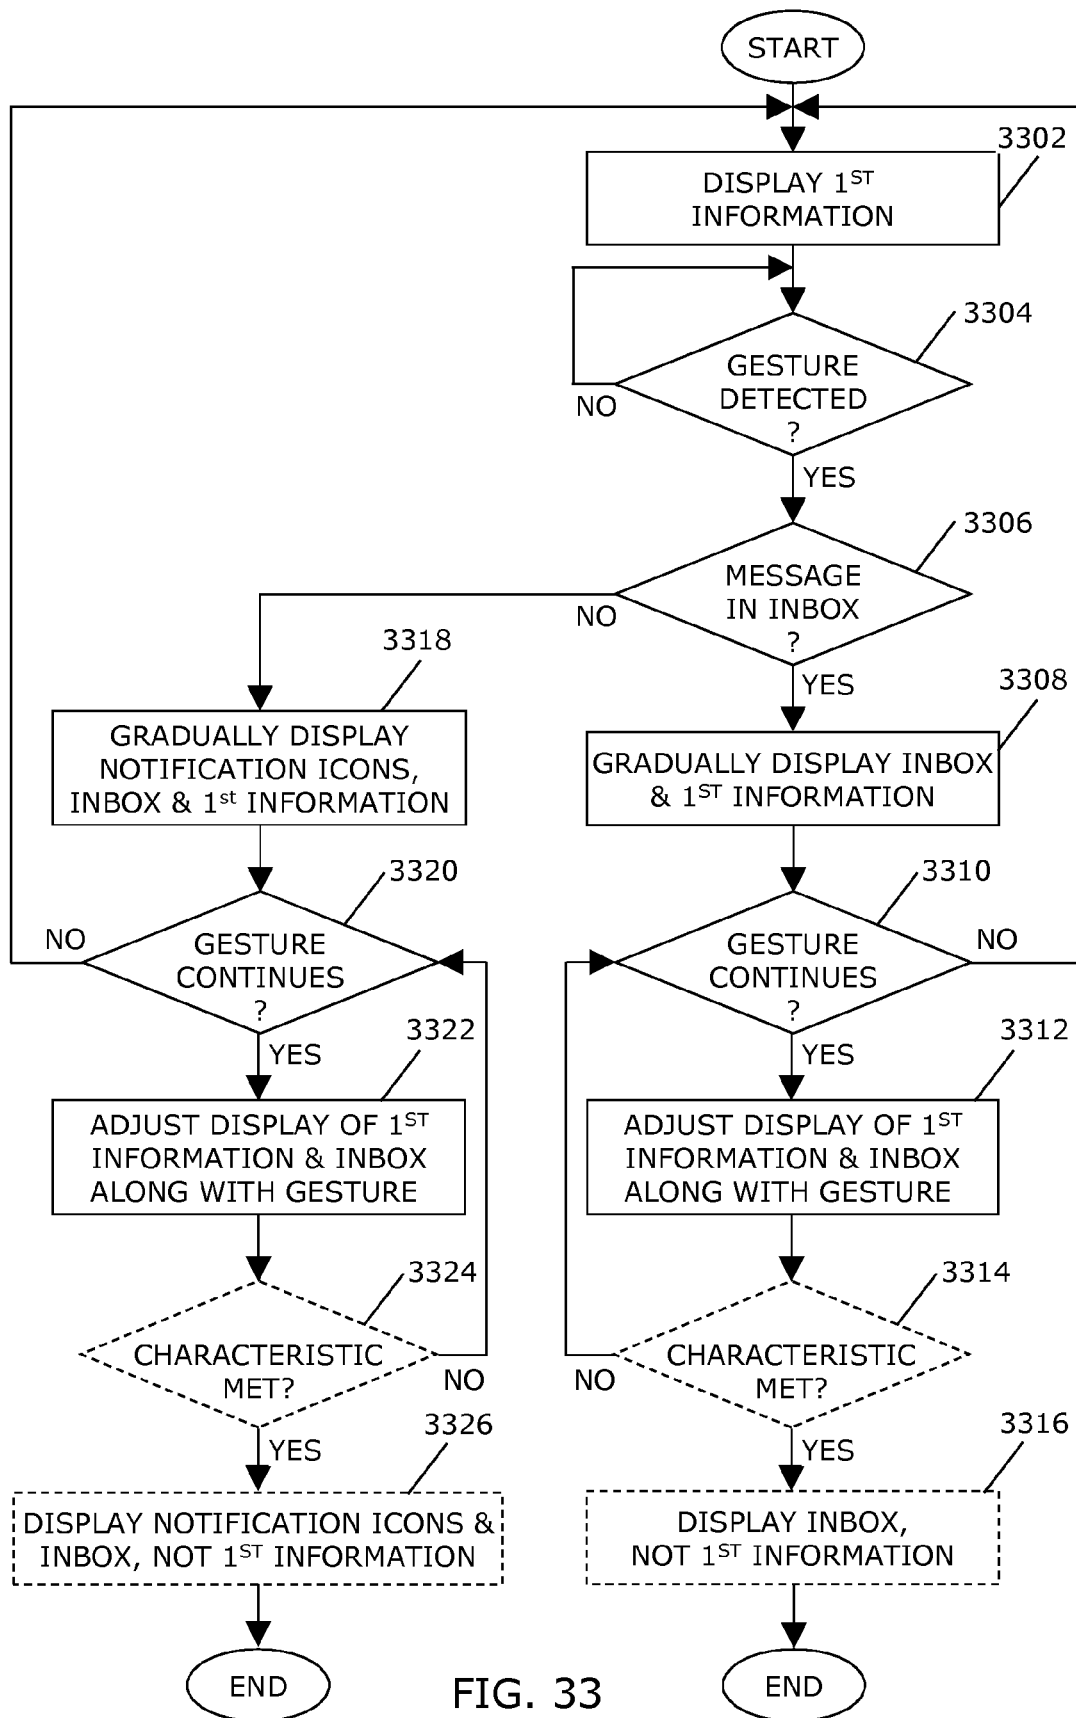 START
3302
DISPLAY 1ST
INFORMATION
3304
GESTURE
DETECTED
?
NO
YES
3306
MESSAGE
IN INBOX
?
NO
YES
3318
GRADUALLY DISPLAY
NOTIFICATION ICONS,
INBOX & 1st INFORMATION
3308
GRADUALLY DISPLAY INBOX
& 1ST INFORMATION
3320
GESTURE
CONTINUES
?
NO
YES
3310
GESTURE
CONTINUES
?
NO
YES
3322
ADJUST DISPLAY OF 1ST
INFORMATION & INBOX
ALONG WITH GESTURE
3312
ADJUST DISPLAY OF 1ST
INFORMATION & INBOX
ALONG WITH GESTURE
3324
CHARACTERISTIC
MET?
NO
YES
3314
CHARACTERISTIC
MET?
NO
YES
3326
DISPLAY NOTIFICATION ICONS &
INBOX, NOT 1ST INFORMATION
3316
DISPLAY INBOX,
NOT 1ST INFORMATION
END
END
FIG. 33